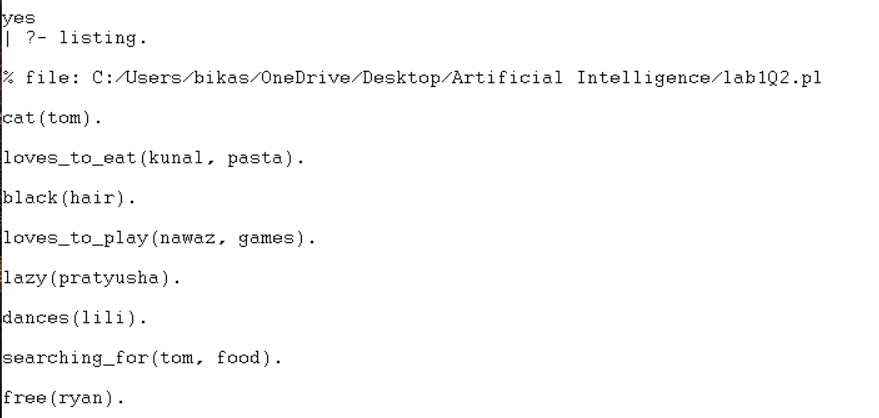 yes
| ?- listing.
% file: C:/Users/bikas/OneDrive/Desktop/Artificial Intelligence/lab1Q2.pl
cat(tom).
loves_to_eat(kunal, pasta).
black(hair).
loves_to_play(nawaz, games).
lazy(pratyusha).
dances(lili).
searching_for(tom, food).
free(ryan).